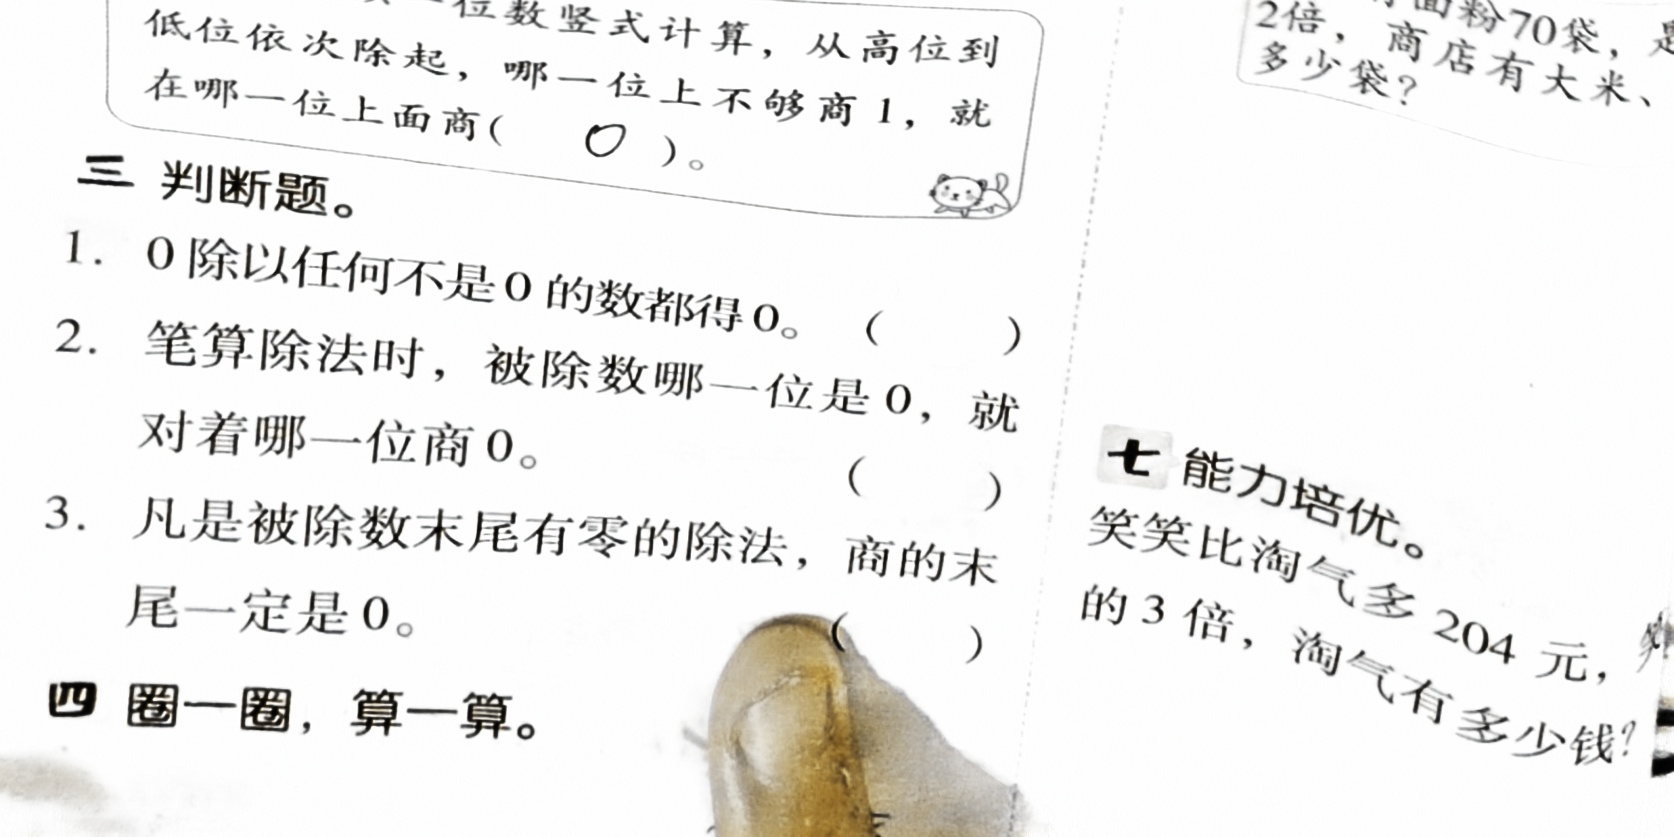 一位数竖式计算，从高位到
低位依次除起，哪一位上不够商1，就
在哪一位上面商( 0 )。
三 判断题。
1. 0除以任何不是0的数都得0。 ( )
2. 笔算除法时，被除数哪一位是0，就
对着哪一位商0。 ( )
3. 凡是被除数末尾有零的除法，商的末
尾一定是0。 ( )
四 圈一圈，算一算。
面粉70袋，是
2倍，商店有大米、
多少袋？
七 能力培优。
笑笑比淘气多204元，
的3倍，淘气有多少钱？